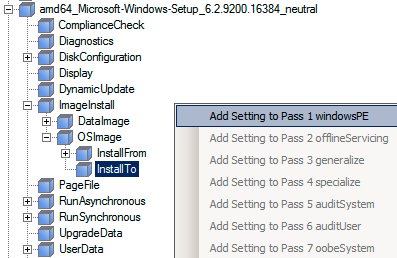 amd64_Microsoft-Windows-Setup_6.2.9200.16384_neutral
ComplianceCheck
Diagnostics
DiskConfiguration
Display
DynamicUpdate
ImageInstall
DataImage
OSImage
InstallFrom
InstallTo
PageFile
RunAsynchronous
RunSynchronous
UpgradeData
UserData
Add Setting to Pass 1 windowsPE
Add Setting to Pass 2 offlineServicing
Add Setting to Pass 3 generalize
Add Setting to Pass 4 specialize
Add Setting to Pass 5 auditSystem
Add Setting to Pass 6 auditUser
Add Setting to Pass 7 oobeSystem